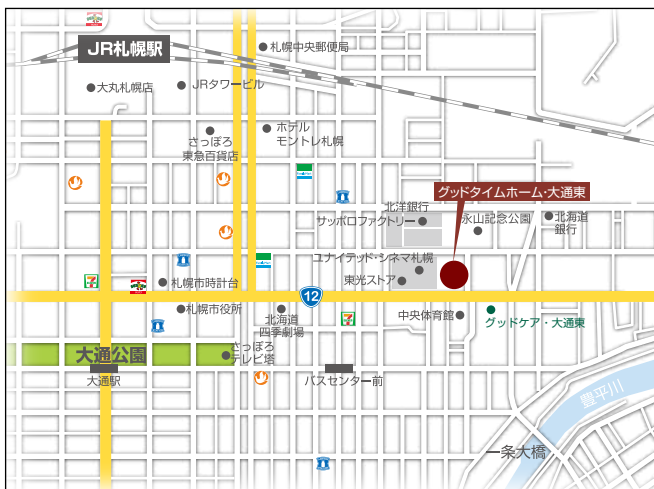 JR札幌駅
札幌中央郵便局
大丸札幌店
JRタワービル
さっぽろ
東急百貨店
ホテル
モントレ札幌
グッドタイムホーム・大通東
北洋銀行
サッポロファクトリー
永山記念公園
北海道
銀行
ユナイテッド・シネマ札幌
東光ストア
札幌市時計台
12
札幌市役所
北海道
四季劇場
中央体育館
グッドケア・大通東
大通公園
さっぽろ
テレビ塔
大通駅
バスセンター前
豊平川
一条大橋